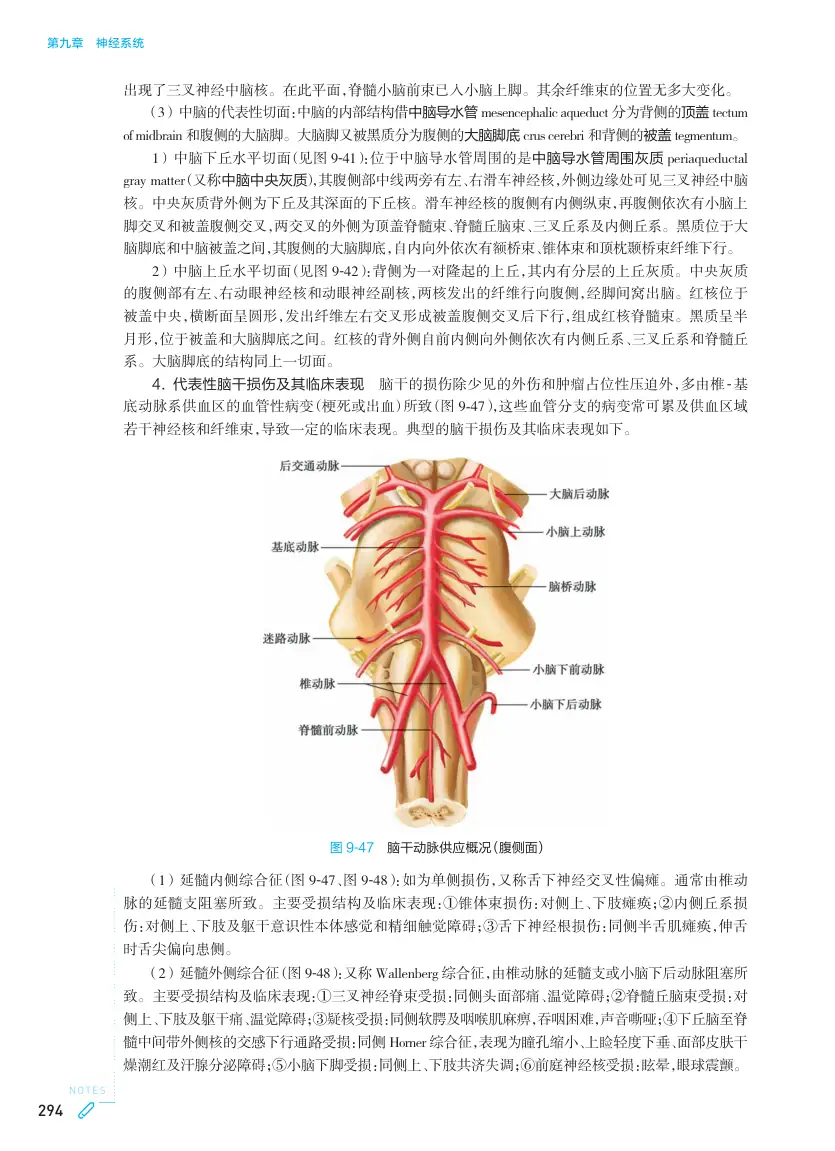 第九章 神经系统
出现了三叉神经中脑核。在此平面,脊髓小脑前束已入小脑上脚。其余纤维束的位置无多大变化。
（3）中脑的代表性切面:中脑的内部结构借中脑导水管 mesencephalic aqueduct 分为背侧的顶盖 tectum
of midbrain 和腹侧的大脑脚。大脑脚又被黑质分为腹侧的大脑脚底 crus cerebri 和背侧的被盖 tegmentum。
1）中脑下丘水平切面（见图 9-41）:位于中脑导水管周围的是中脑导水管周围灰质 periaqueductal
gray matter（又称中脑中央灰质）,其腹侧部中线两旁有左、右滑车神经核,外侧边缘处可见三叉神经中脑
核。中央灰质背外侧为下丘及其深面的下丘核。滑车神经核的腹侧有内侧纵束,再腹侧依次有小脑上
脚交叉和被盖腹侧交叉,两交叉的外侧为顶盖脊髓束、脊髓丘脑束、三叉丘系及内侧丘系。黑质位于大
脑脚底和中脑被盖之间,其腹侧的大脑脚底,自内向外依次有额桥束、锥体束和顶枕颞桥束纤维下行。
2）中脑上丘水平切面（见图 9-42）:背侧为一对隆起的上丘,其内有分层的上丘灰质。中央灰质
的腹侧部有左、右动眼神经核和动眼神经副核,两核发出的纤维行向腹侧,经脚间窝出脑。红核位于
被盖中央,横断面呈圆形,发出纤维左右交叉形成被盖腹侧交叉后下行,组成红核脊髓束。黑质呈半
月形,位于被盖和大脑脚底之间。红核的背外侧自前内侧向外侧依次有内侧丘系、三叉丘系和脊髓丘
系。大脑脚底的结构同上一切面。
4. 代表性脑干损伤及其临床表现 脑干的损伤除少见的外伤和肿瘤占位性压迫外,多由椎-基
底动脉系供血区的血管性病变（梗死或出血）所致（图 9-47）,这些血管分支的病变常可累及供血区域
若干神经核和纤维束,导致一定的临床表现。典型的脑干损伤及其临床表现如下。
后交通动脉
大脑后动脉
小脑上动脉
基底动脉
脑桥动脉
迷路动脉
小脑下前动脉
椎动脉
小脑下后动脉
脊髓前动脉
图 9-47 脑干动脉供应概况（腹侧面）
（1）延髓内侧综合征（图 9-47、图 9-48）:如为单侧损伤,又称舌下神经交叉性偏瘫。通常由椎动
脉的延髓支阻塞所致。主要受损结构及临床表现:①锥体束损伤:对侧上、下肢瘫痪;②内侧丘系损
伤:对侧上、下肢及躯干意识性本体感觉和精细触觉障碍;③舌下神经根损伤:同侧半舌肌瘫痪,伸舌
时舌尖偏向患侧。
（2）延髓外侧综合征（图 9-48）:又称 Wallenberg 综合征,由椎动脉的延髓支或小脑下后动脉阻塞所
致。主要受损结构及临床表现:①三叉神经脊束受损:同侧头面部痛、温觉障碍;②脊髓丘脑束受损:对
侧上、下肢及躯干痛、温觉障碍;③疑核受损:同侧软腭及咽喉肌麻痹,吞咽困难,声音嘶哑;④下丘脑至脊
髓中间带外侧核的交感下行通路受损:同侧 Horner 综合征,表现为瞳孔缩小、上睑轻度下垂、面部皮肤干
燥潮红及汗腺分泌障碍;⑤小脑下脚受损:同侧上、下肢共济失调;⑥前庭神经核受损:眩晕,眼球震颤。
NOTES
294